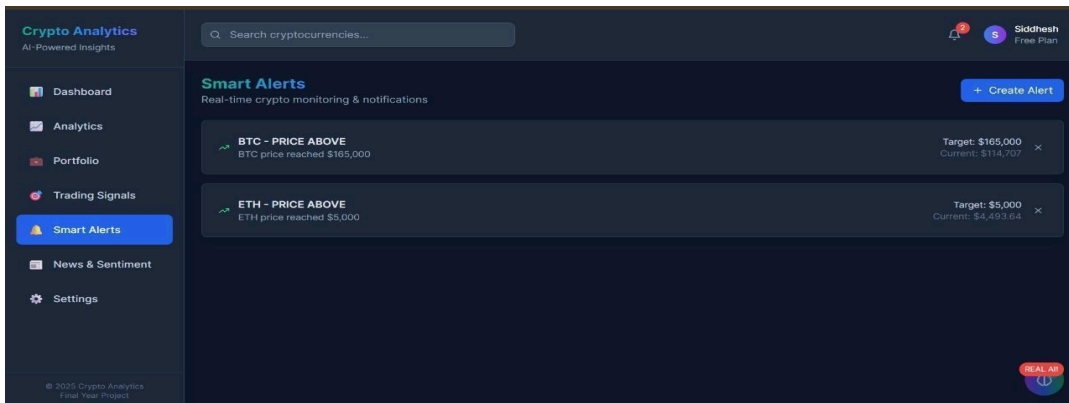 Crypto Analytics
AI-Powered Insights
Search cryptocurrencies...
2
S
Siddhesh
Free Plan
Dashboard
Analytics
Portfolio
Trading Signals
Smart Alerts
News & Sentiment
Settings
© 2025 Crypto Analytics
Final Year Project
Smart Alerts
Real-time crypto monitoring & notifications
+ Create Alert
BTC - PRICE ABOVE
BTC price reached $165,000
Target: $165,000
Current: $114,707
×
ETH - PRICE ABOVE
ETH price reached $5,000
Target: $5,000
Current: $4,493.64
×
REAL AI!